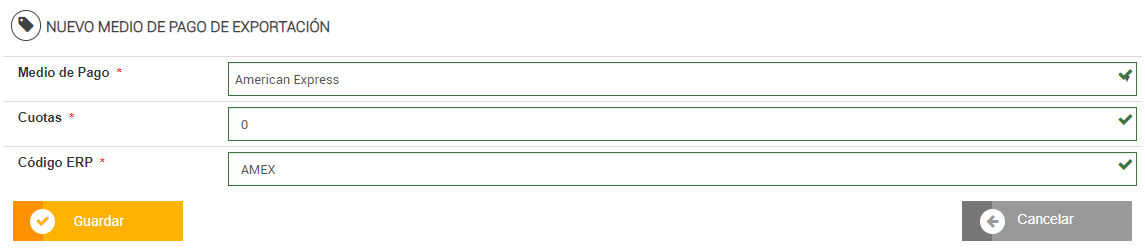 NUEVO MEDIO DE PAGO DE EXPORTACIÓN
Medio de Pago * American Express
Cuotas * 0
Código ERP * AMEX
Guardar Cancelar